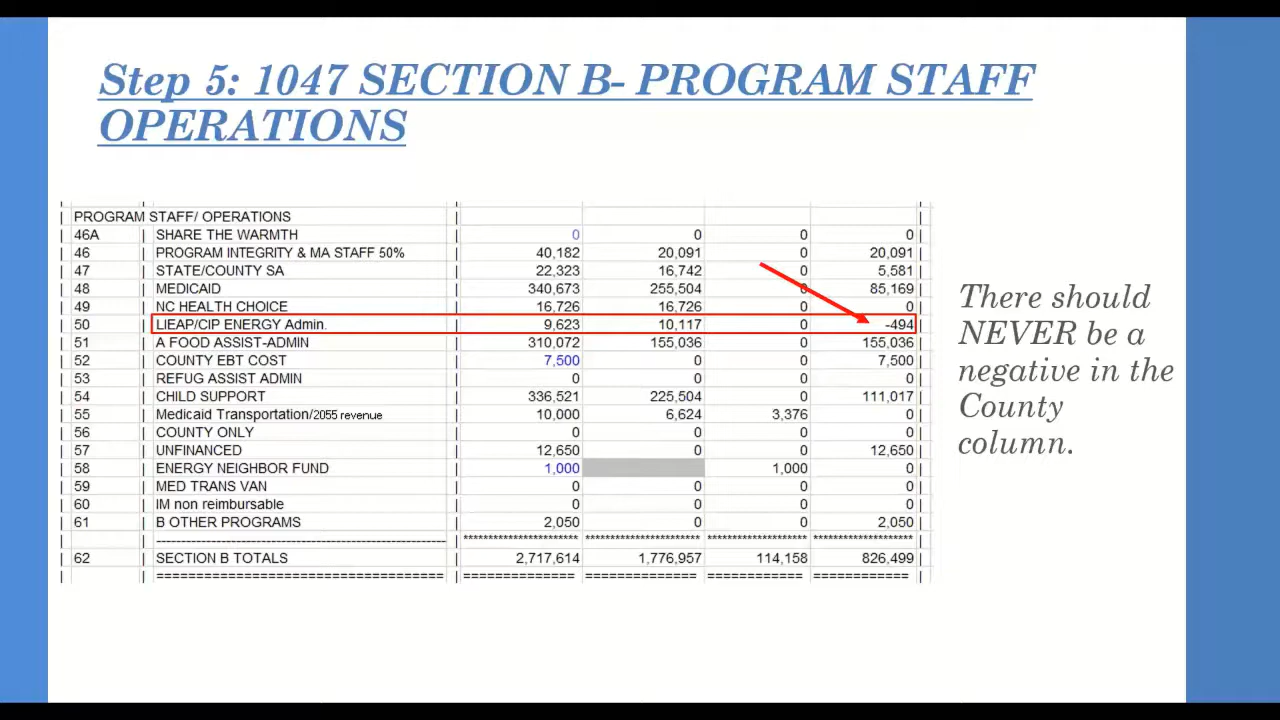 Step 5: 1047 SECTION B- PROGRAM STAFF
OPERATIONS
| PROGRAM STAFF/ OPERATIONS |
| 46A | SHARE THE WARMTH | 0 0 0 0 |
| 46 | PROGRAM INTEGRITY & MA STAFF 50% | 40,182 20,091 0 20,091 |
| 47 | STATE/COUNTY SA | 22,323 16,742 0 5,581 |
| 48 | MEDICAID | 340,673 255,504 0 85,169 |
| 49 | NC HEALTH CHOICE | 16,726 16,726 0 0 |
| 50 | LIEAP/CIP ENERGY Admin. | 9,623 10,117 0 -494 |
| 51 | A FOOD ASSIST-ADMIN | 310,072 155,036 0 155,036 |
| 52 | COUNTY EBT COST | 7,500 0 0 7,500 |
| 53 | REFUG ASSIST ADMIN | 0 0 0 0 |
| 54 | CHILD SUPPORT | 336,521 225,504 0 111,017 |
| 55 | Medicaid Transportation/2055 revenue | 10,000 6,624 3,376 0 |
| 56 | COUNTY ONLY | 0 0 0 0 |
| 57 | UNFINANCED | 12,650 0 0 12,650 |
| 58 | ENERGY NEIGHBOR FUND | 1,000 1,000 0 |
| 59 | MED TRANS VAN | 0 0 0 0 |
| 60 | IM non reimbursable | 0 0 0 0 |
| 61 | B OTHER PROGRAMS | 2,050 0 0 2,050 |
| 62 | SECTION B TOTALS | 2,717,614 1,776,957 114,158 826,499 |
There should
NEVER be a
negative in the
County
column.